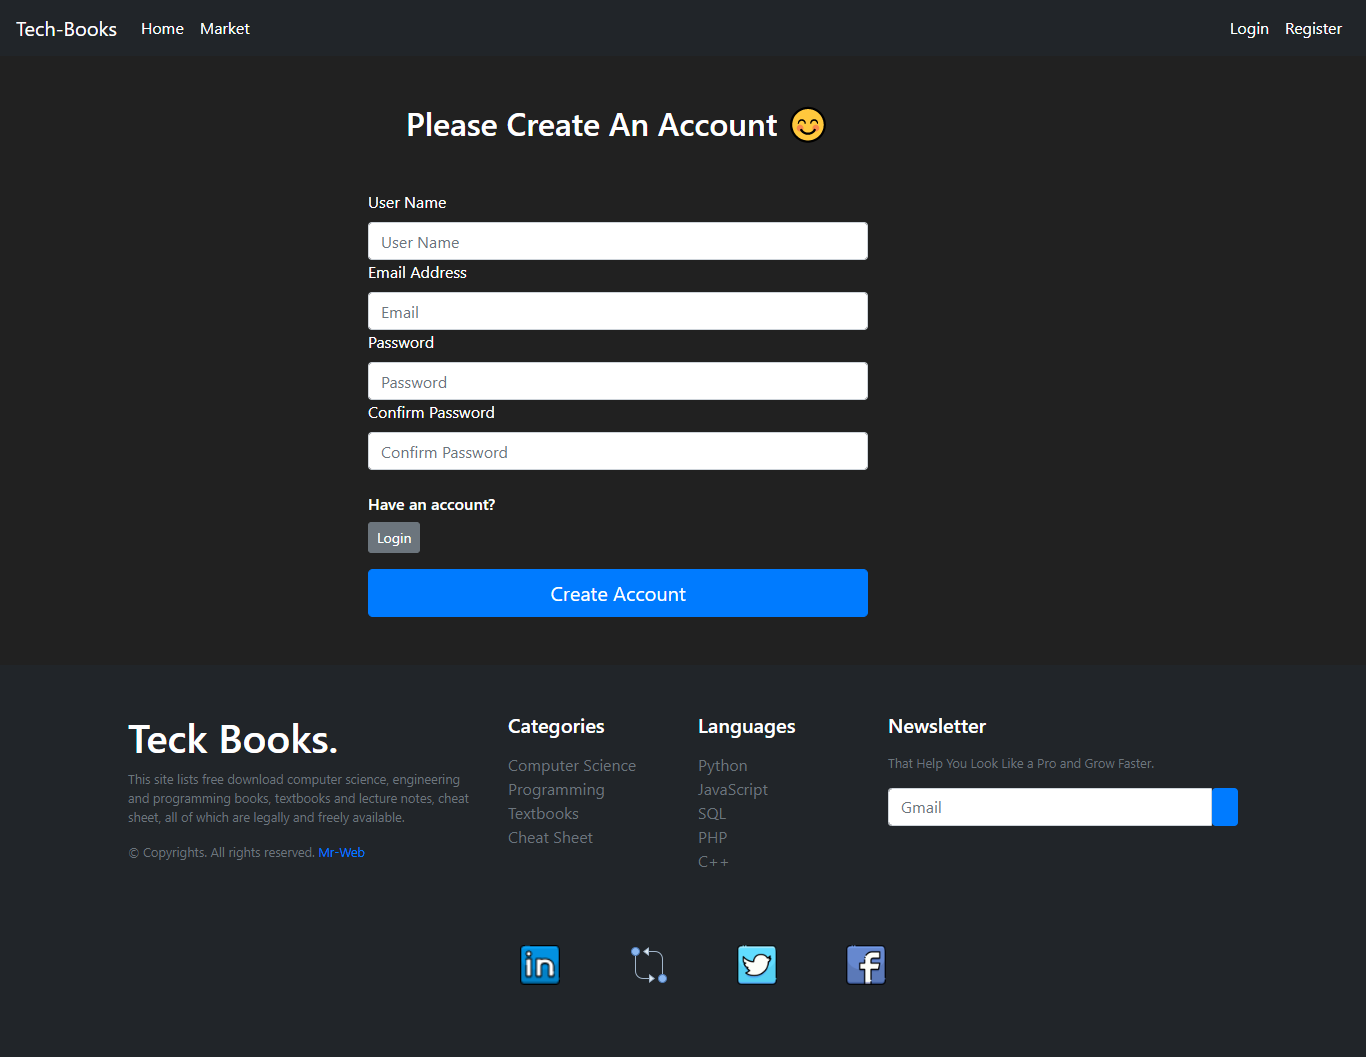 Tech-Books Home Market Login Register
Please Create An Account 😊
User Name
User Name
Email Address
Email
Password
Password
Confirm Password
Confirm Password
Have an account?
Login
Create Account
Teck Books.
This site lists free download computer science, engineering
and programming books, textbooks and lecture notes, cheat
sheet, all of which are legally and freely available.
© Copyrights. All rights reserved. Mr-Web
Categories
Computer Science
Programming
Textbooks
Cheat Sheet
Languages
Python
JavaScript
SQL
PHP
C++
Newsletter
That Help You Look Like a Pro and Grow Faster.
Gmail
in
f